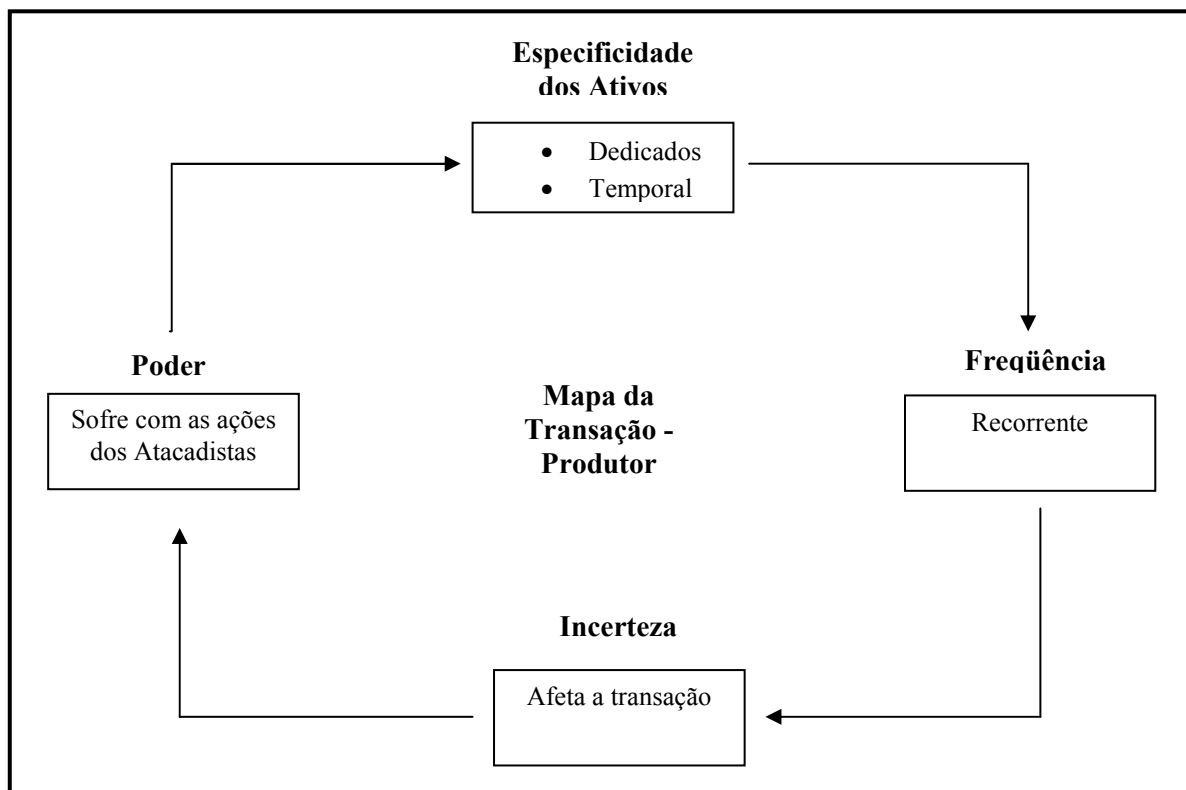 Especificidade
dos Ativos
• Dedicados
• Temporal
Poder
Sofre com as ações
dos Atacadistas
Mapa da
Transação -
Produtor
Freqüência
Recorrente
Incerteza
Afeta a transação